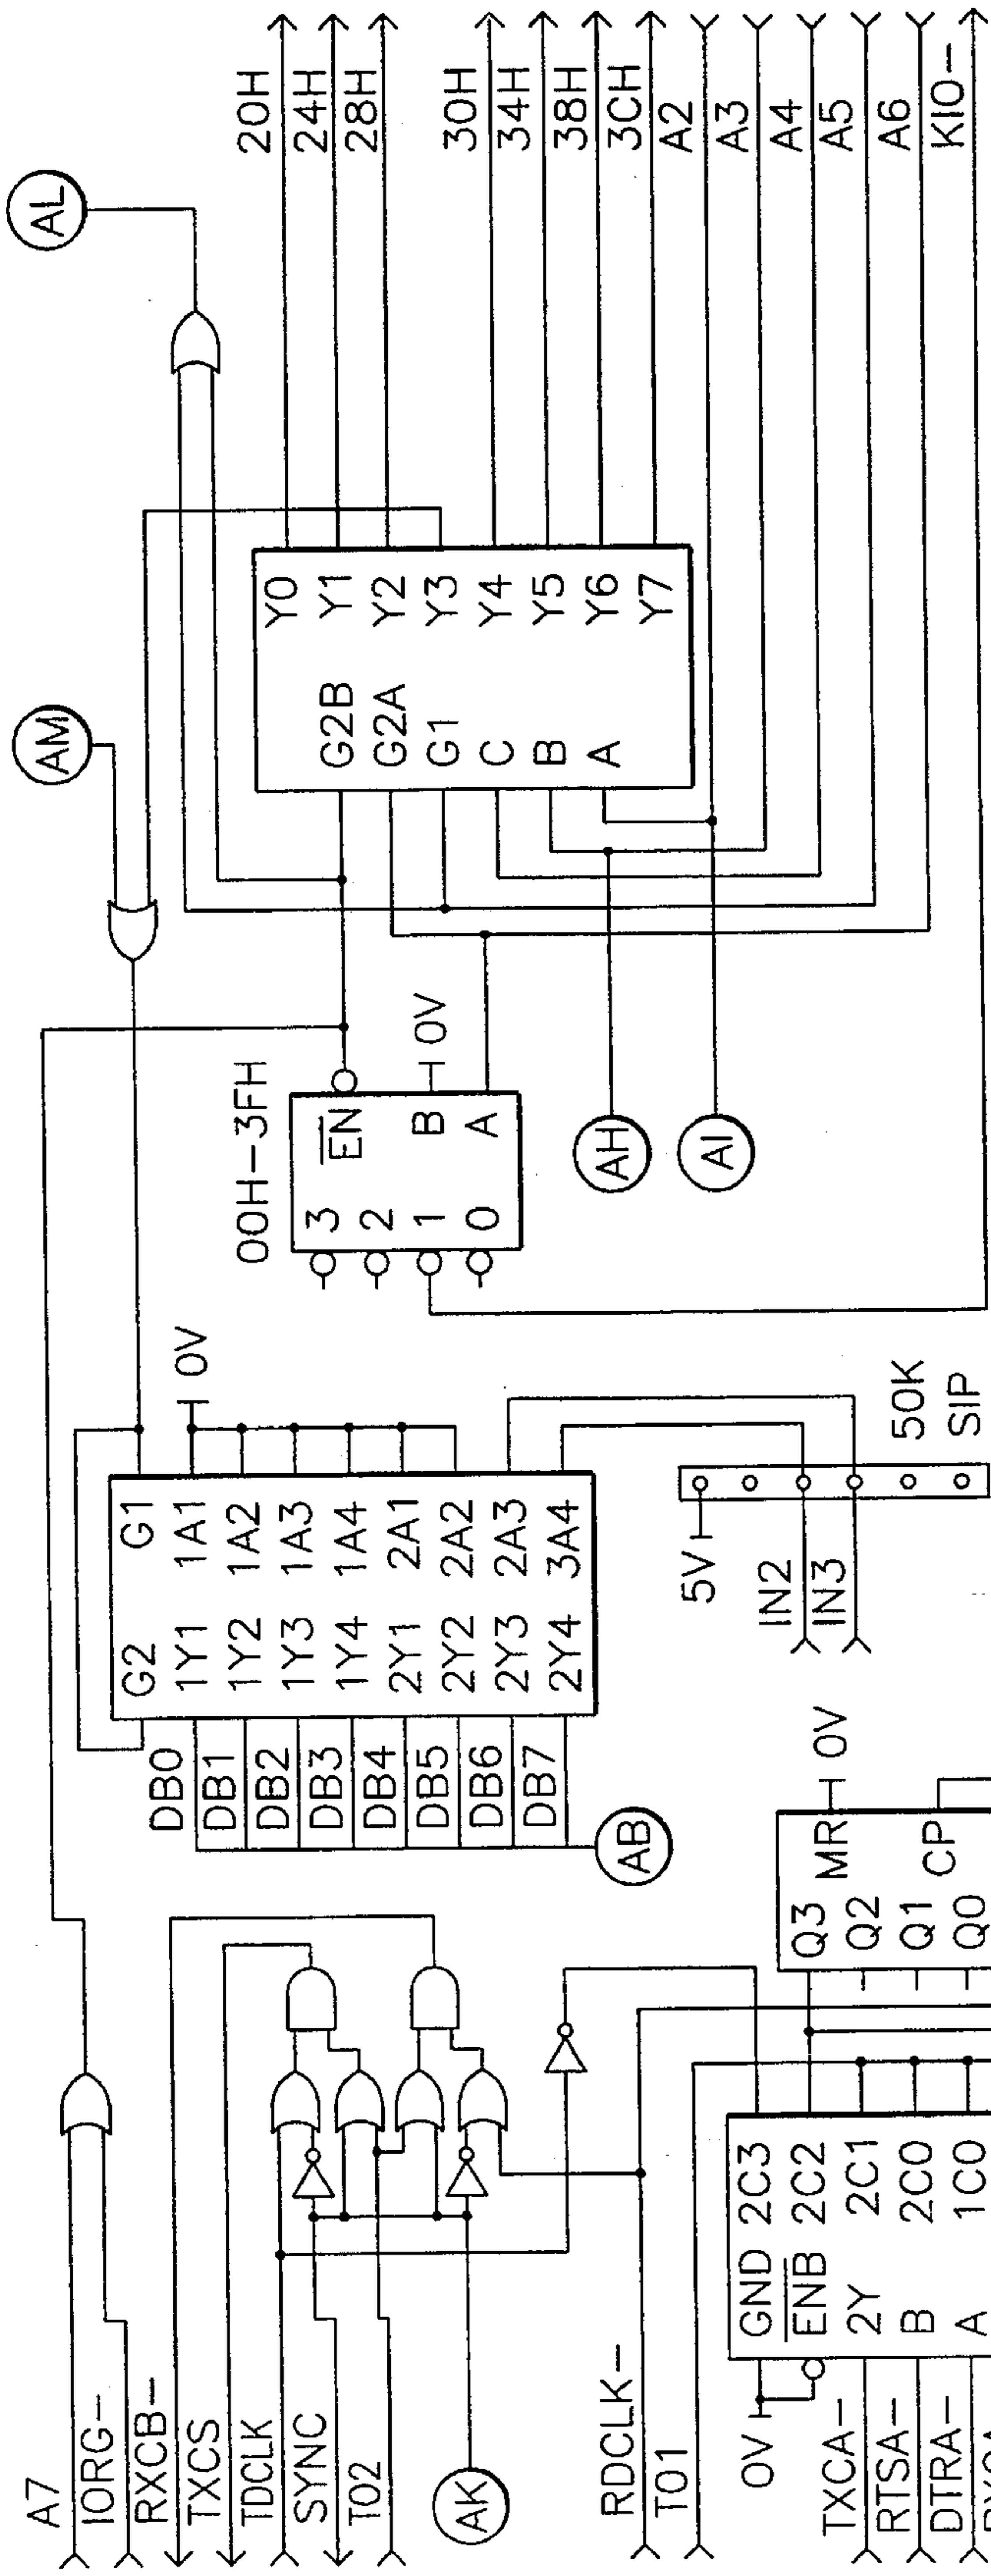 A7
IORG-
RXCB-
TXCS
TDCLK
SYNC
T02
AK
RDCLK-
T01
0V
TXCA-
RTSA-
DTRA-
GND 2C3
ENB 2C2
2Y 2C1
B 2C0
A 1C0
Q3 MR 0V
Q2
Q1 CP
Q0
DB0
DB1
DB2
DB3
DB4
DB5
DB6
DB7
AB
G2 G1
1Y1 1A1
1Y2 1A2
1Y3 1A3
1Y4 1A4
2Y1 2A1
2Y2 2A2
2Y3 2A3
2Y4 3A4
0V
5V
IN2
IN3
50K
SIP
00H-3FH
3 EN
2
1 B 0V
0 A
AH
AI
AM
AL
G2B
G2A
G1
C
B
A
Y0
Y1
Y2
Y3
Y4
Y5
Y6
Y7
20H
24H
28H
30H
34H
38H
3CH
A2
A3
A4
A5
A6
KIO-